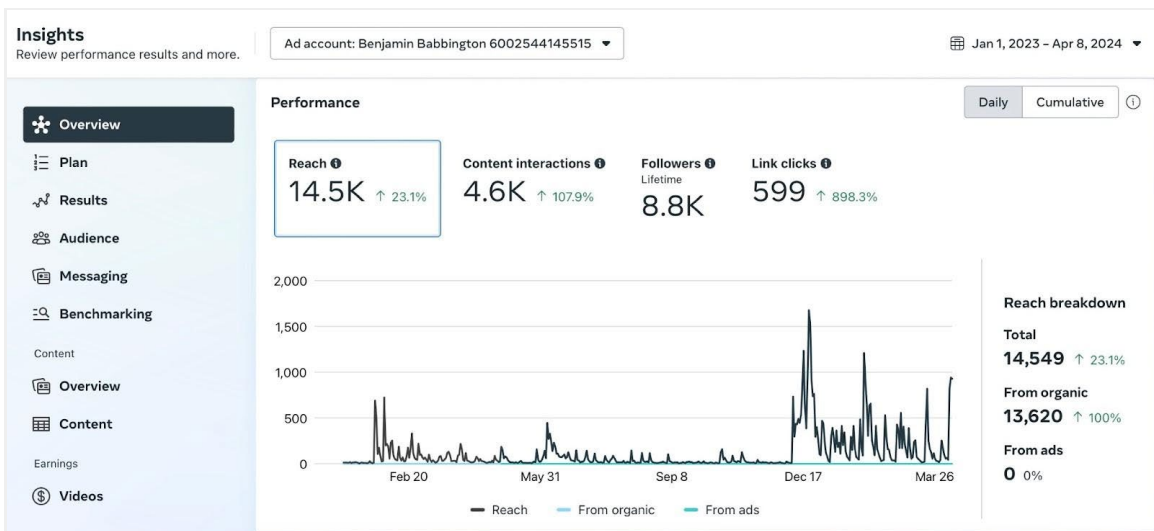 Insights
Review performance results and more.
Ad account: Benjamin Babbington 6002544145515
Jan 1, 2023 – Apr 8, 2024
Overview
Plan
Results
Audience
Messaging
Benchmarking
Content
Overview
Content
Earnings
Videos
Performance
Daily Cumulative
Reach Content interactions Followers Link clicks
Lifetime
14.5K ↑ 23.1% 4.6K ↑ 107.9% 8.8K 599 ↑ 898.3%
2,000
1,500
1,000
500
0
Feb 20 May 31 Sep 8 Dec 17 Mar 26
Reach From organic From ads
Reach breakdown
Total
14,549 ↑ 23.1%
From organic
13,620 ↑ 100%
From ads
0 0%